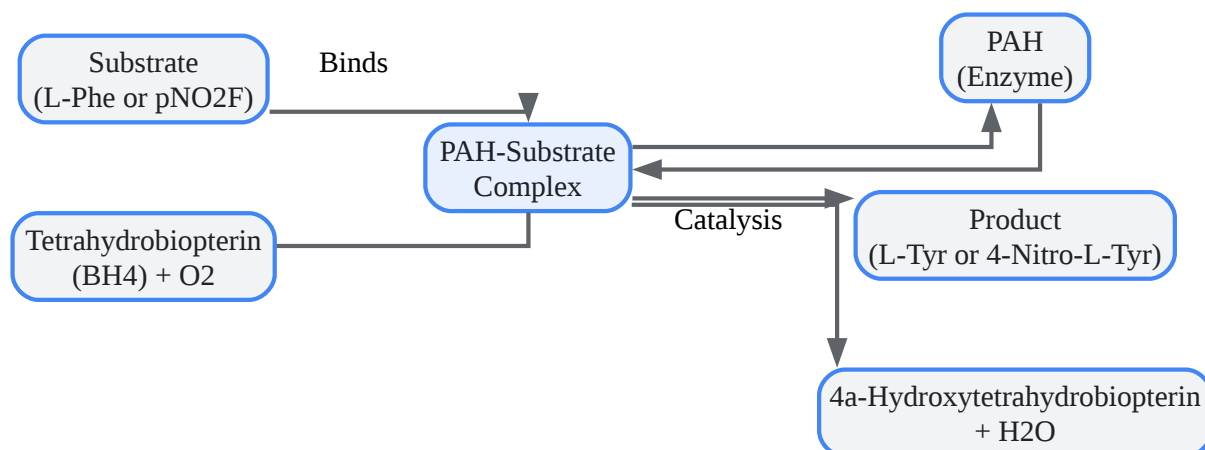 Substrate
(L-Phe or pNO2F)
Binds
PAH
(Enzyme)
PAH-Substrate
Complex
Tetrahydrobiopterin
(BH4) + O2
Catalysis
Product
(L-Tyr or 4-Nitro-L-Tyr)
4a-Hydroxytetrahydrobiopterin
+ H2O